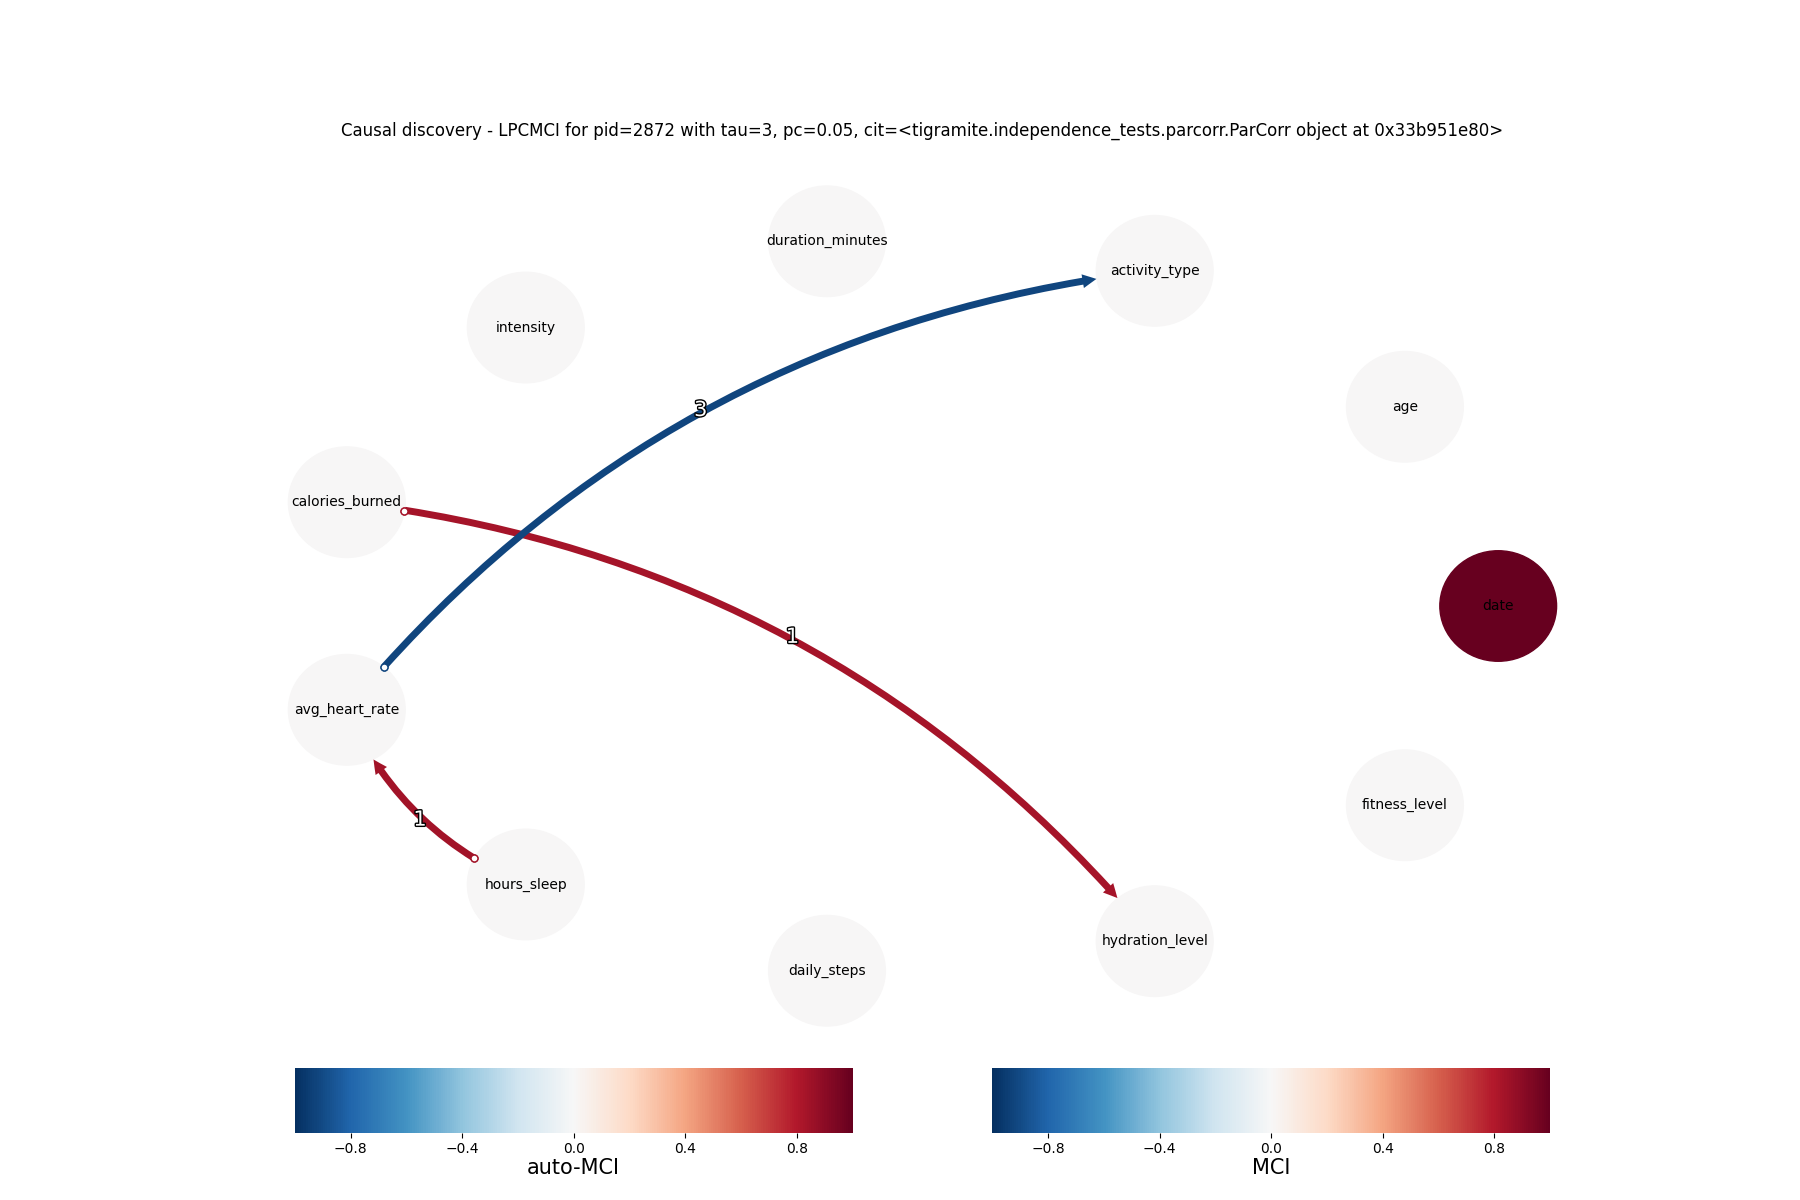 Causal discovery - LPCMCI for pid=2872 with tau=3, pc=0.05, cit=<tigramite.independence_tests.parcorr.ParCorr object at 0x33b951e80>
duration_minutes
activity_type
intensity
age
3
calories_burned
date
1
avg_heart_rate
fitness_level
1
hours_sleep
hydration_level
daily_steps
−0.8 −0.4 0.0 0.4 0.8
auto-MCI
−0.8 −0.4 0.0 0.4 0.8
MCI